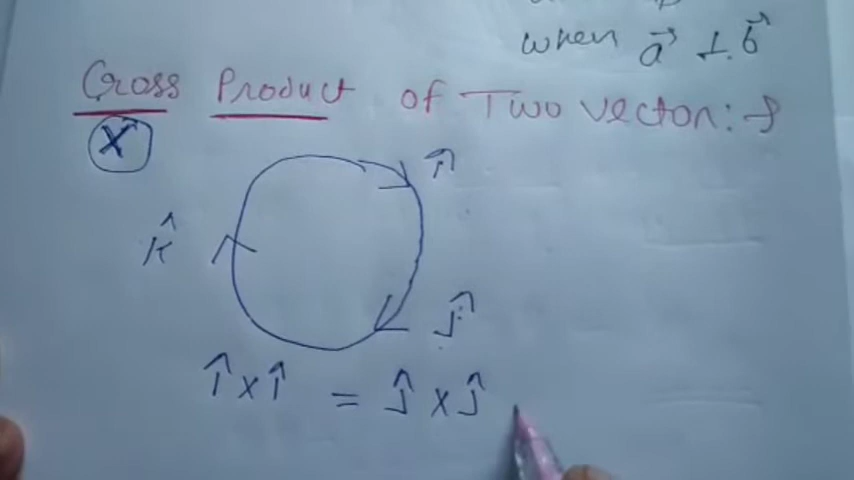 when a⃗ ⊥ b⃗
Cross Product of Two vector:-
X
î
k̂
ĵ
î x î = ĵ x ĵ